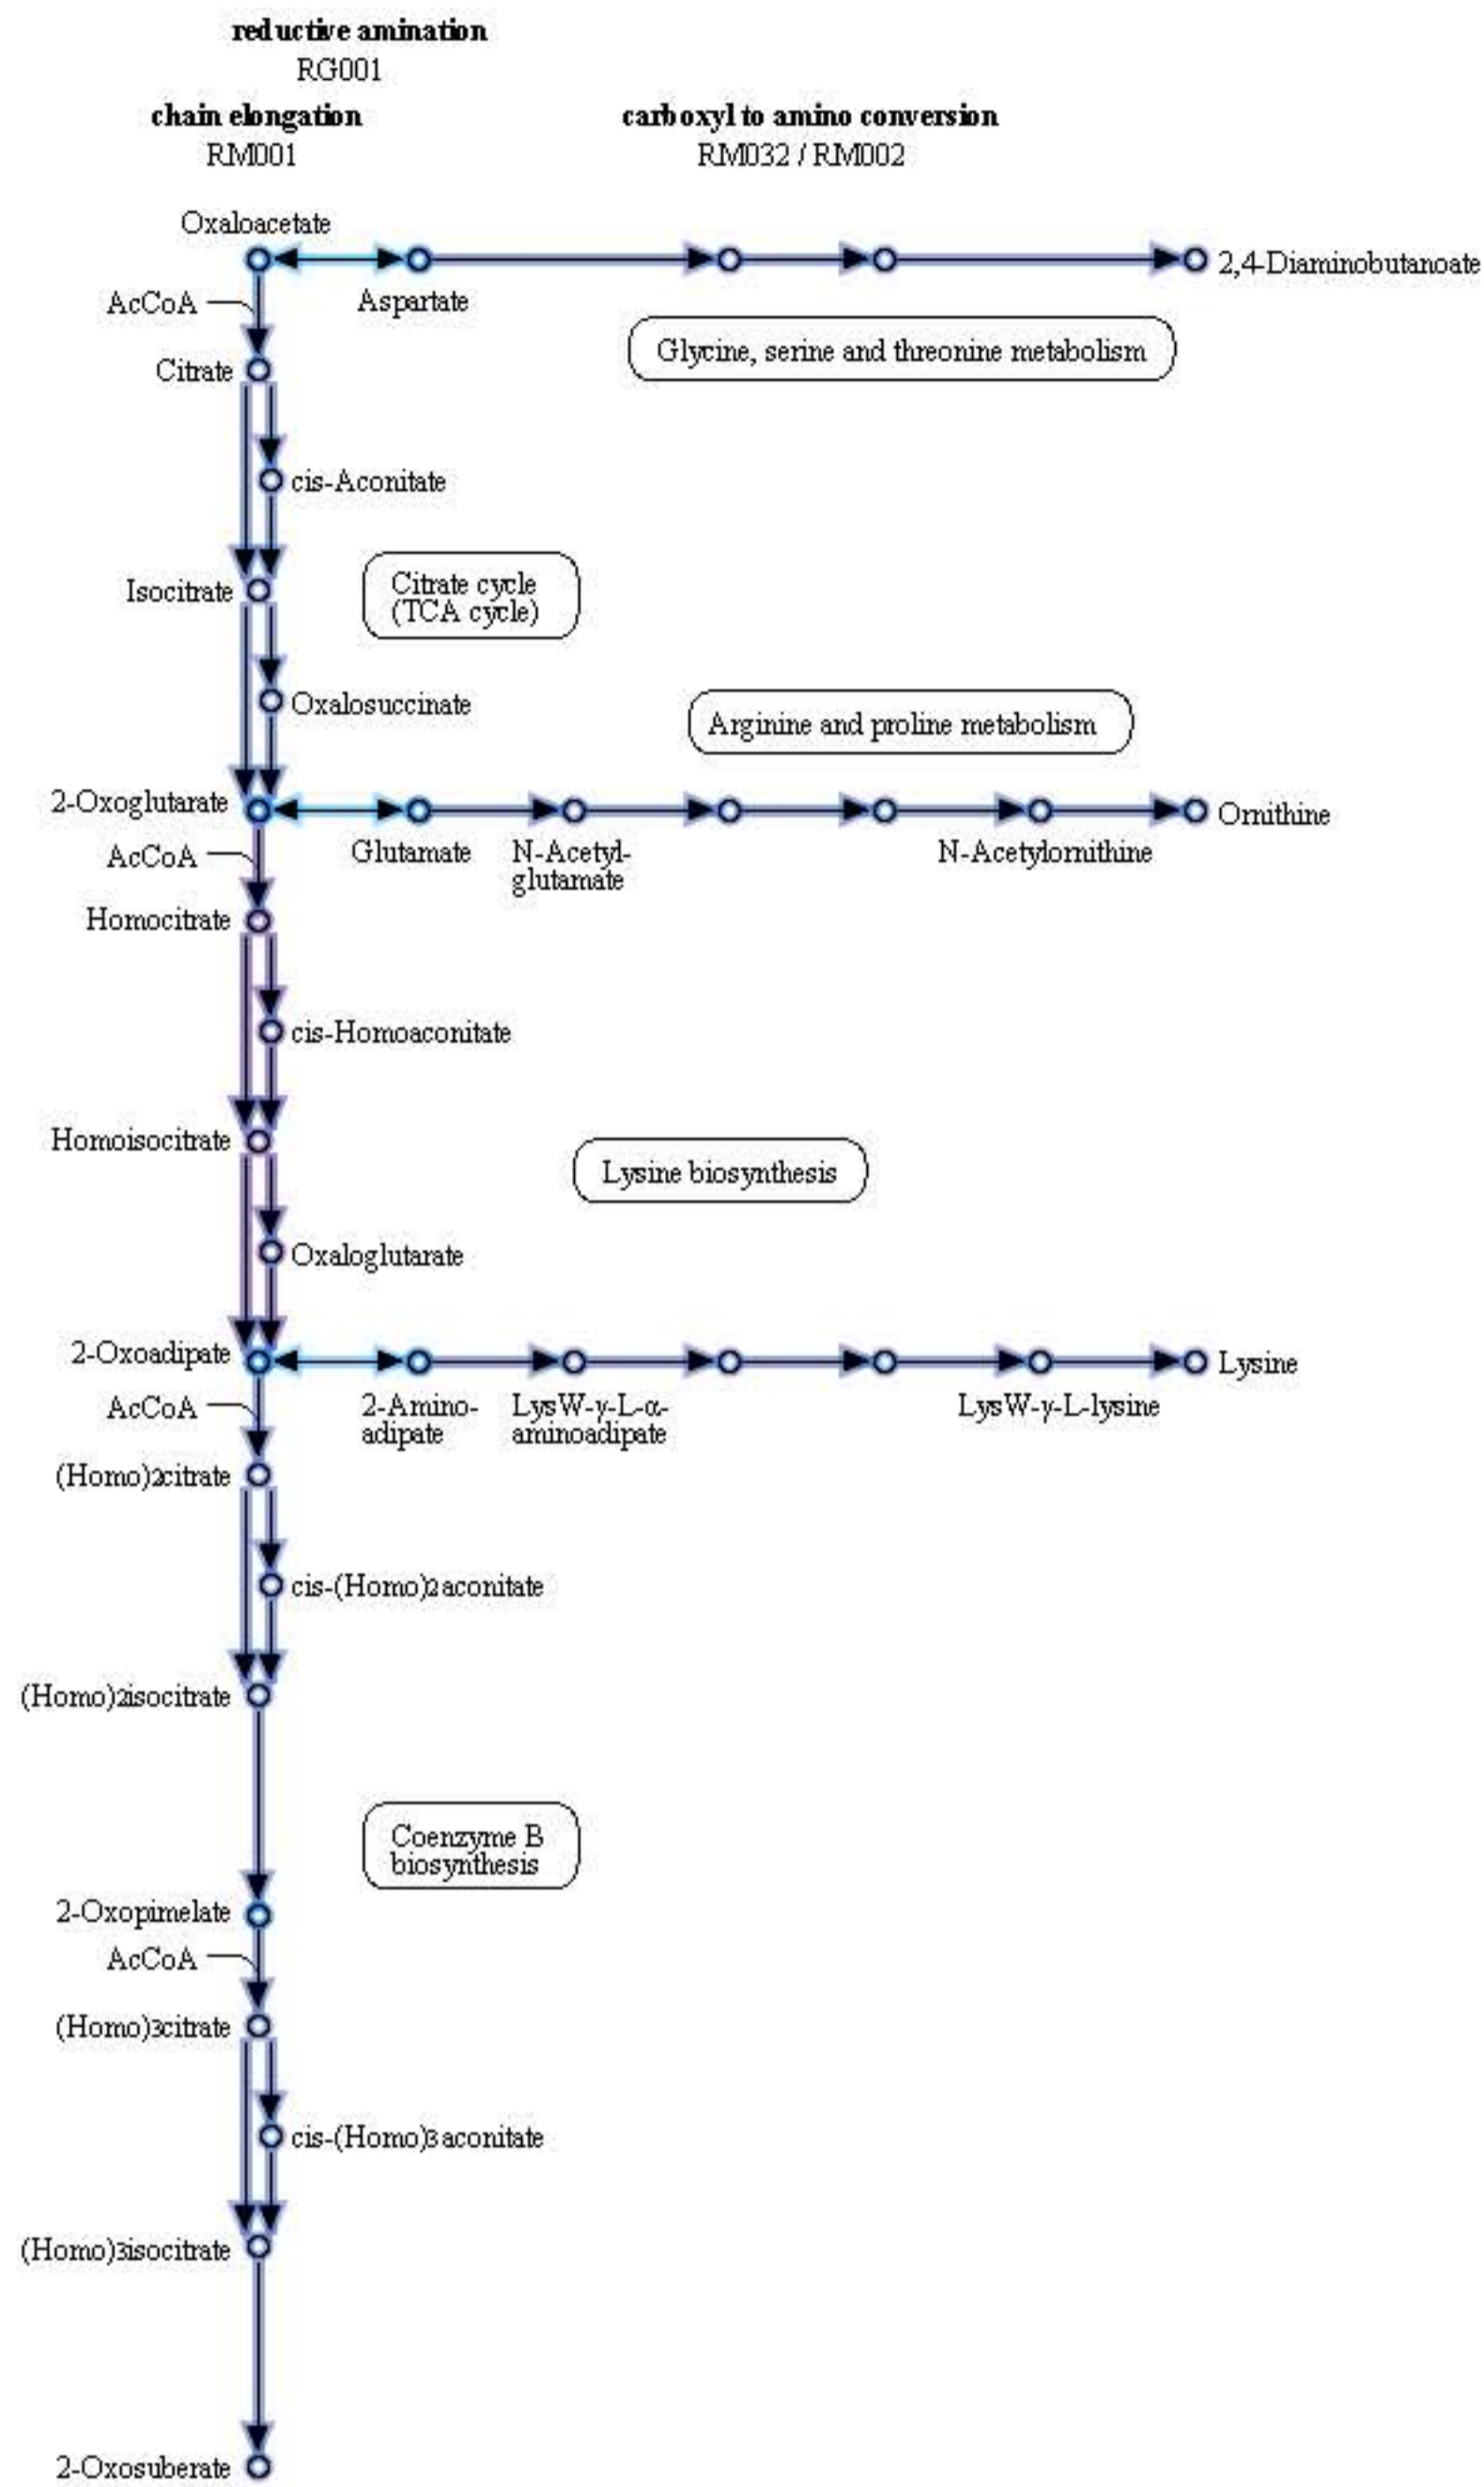 reductive amination
RG001
chain elongation
carboxyl to amino conversion
RM001
RM032 / RM002
Oxaloacetate
2,4-Diaminobutanoate
AcCoA
Aspartate
Glycine, serine and threonine metabolism
Citrate
cis-Aconitate
Isocitrate
Citrate cycle
(TCA cycle)
Oxalosuccinate
Arginine and proline metabolism
2-Oxoglutarate
Ornithine
AcCoA
Glutamate
N-Acetyl-
glutamate
N-Acetylornithine
Homocitrate
cis-Homoaconitate
Homoisocitrate
Lysine biosynthesis
Oxaloglutarate
2-Oxoadipate
Lysine
AcCoA
2-Amino-
adipate
LysW-γ-L-α-
aminoadipate
LysW-γ-L-lysine
(Homo)2citrate
cis-(Homo)2aconitate
(Homo)2isocitrate
Coenzyme B
biosynthesis
2-Oxopimelate
AcCoA
(Homo)3citrate
cis-(Homo)3aconitate
(Homo)3isocitrate
2-Oxosuberate